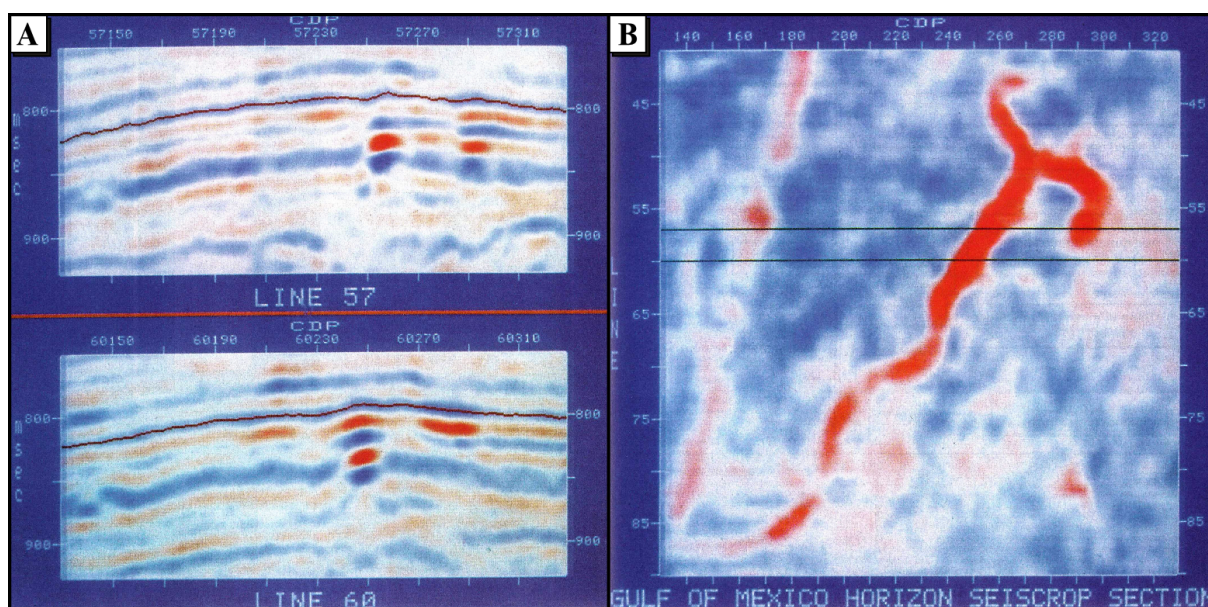 A
CDP
57150 57190 57230 57270 57310
800 800
msec
900 900
LINE 57
CDP
60150 60190 60230 60270 60310
800 800
msec
900 900
LINE 60
B
CDP
140 160 180 200 220 240 260 280 300 320
45 45
55 55
LINE
65 65
75 75
85 85
GULF OF MEXICO HORIZON SEISCROP SECTION